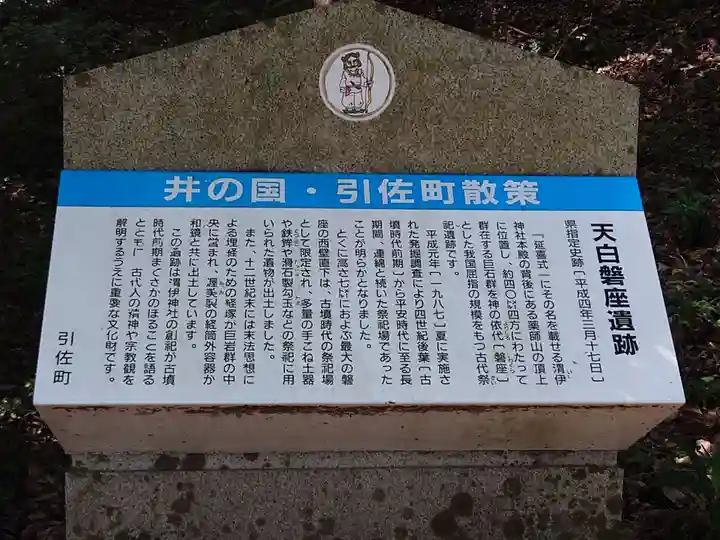 井の国・引佐町散策
天白磐座遺跡
県指定史跡〔平成四年三月十七日〕
「延喜式」にその名を載せる渭伊
神社本殿の背後にある薬師山の頂上
に位置し、約四〇㍍四方にわたって
群在する巨石群を神の依代〔磐座〕
とした我国屈指の規模をもつ古代祭
祀遺跡です。
平成元年〔一九八七〕夏に実施さ
れた発掘調査により四世紀後葉〔古
墳時代前期〕から平安時代に至る長
期間、連綿と続いた祭祀場であった
ことが明らかとなりました。
とくに高さ七㍍におよぶ最大の磐
座の西壁直下は、古墳時代の祭祀場
として限定され、多量の手づくね土器
や鉄鉾や滑石製勾玉などの祭祀に用
いられた遺物が出土しました。
また、十二世紀末には末法思想に
よる埋経のための経塚が巨岩群の中
央に営まれ、渥美製の経筒外容器が
和鏡と共に出土しています。
この遺跡は渭伊神社の創祀が古墳
時代前期までさかのぼることを語る
とともに、古代人の精神や宗教観を
解明するうえに重要な文化財です。
引佐町